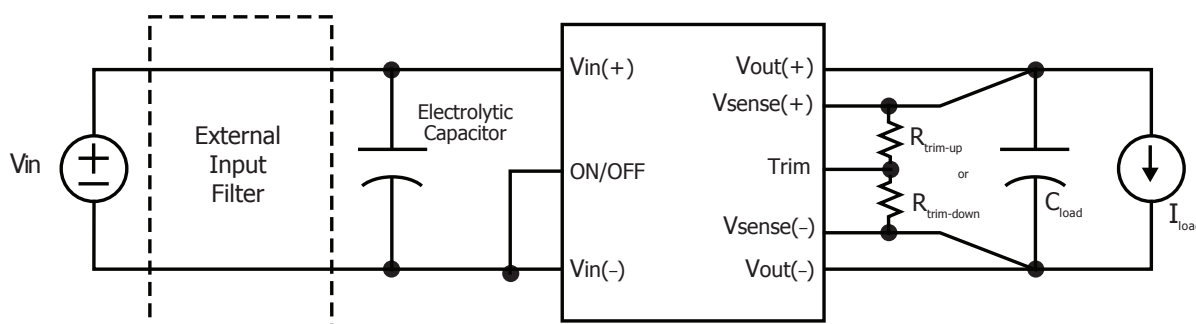 Vin
External
Input
Filter
Electrolytic
Capacitor
Vin(+)
ON/OFF
Vin(−)
Vout(+)
Vsense(+)
Trim
Vsense(−)
Vout(−)
Rtrim-up
or
Rtrim-down
Cload
Iload